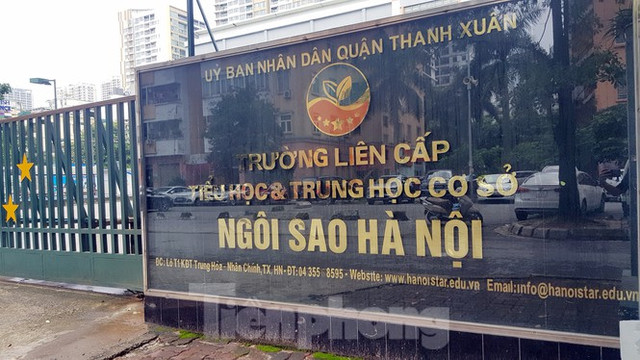 UỶ BAN NHÂN DÂN QUẬN THANH XUÂN
TRƯỜNG LIÊN CẤP
TIỂU HỌC & TRUNG HỌC CƠ SỞ
NGÔI SAO HÀ NỘI
ĐC: Lô T1 KĐT Trung Hòa - Nhân Chính, TX. HN - ĐT: 04 355 8595 - Website: www.hanoistar.edu.vn Email:info@hanoistar.edu.vn
Tiền phong